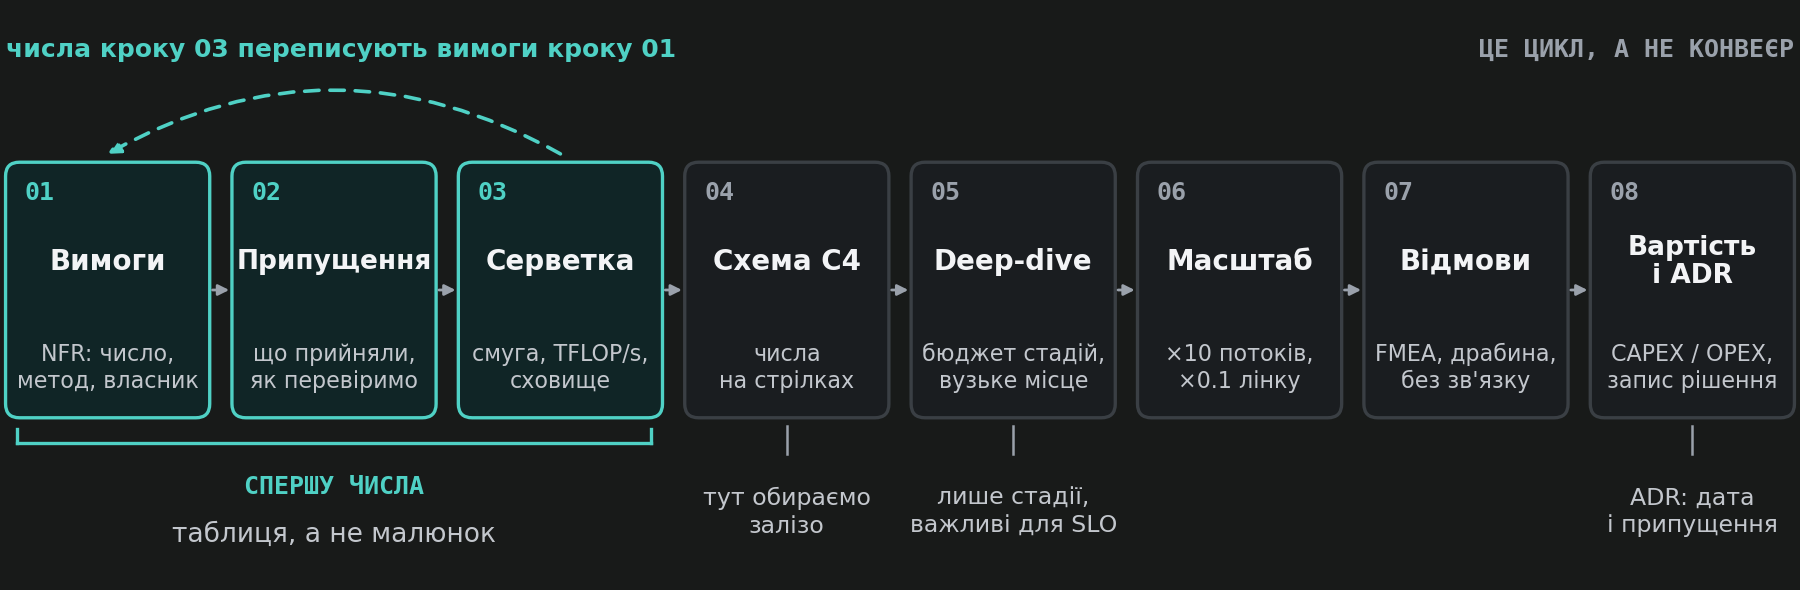 числа кроку 03 переписують вимоги кроку 01
ЦЕ ЦИКЛ, А НЕ КОНВЕЄР
01
Вимоги
NFR: число,
метод, власник
02
Припущення
що прийняли,
як перевіримо
03
Серветка
смуга, TFLOP/s,
сховище
04
Схема C4
числа
на стрілках
05
Deep-dive
бюджет стадій,
вузьке місце
06
Масштаб
×10 потоків,
×0.1 лінку
07
Відмови
FMEA, драбина,
без зв'язку
08
Вартість
і ADR
CAPEX / OPEX,
запис рішення
СПЕРШУ ЧИСЛА
таблиця, а не малюнок
тут обираємо
залізо
лише стадії,
важливі для SLO
ADR: дата
і припущення